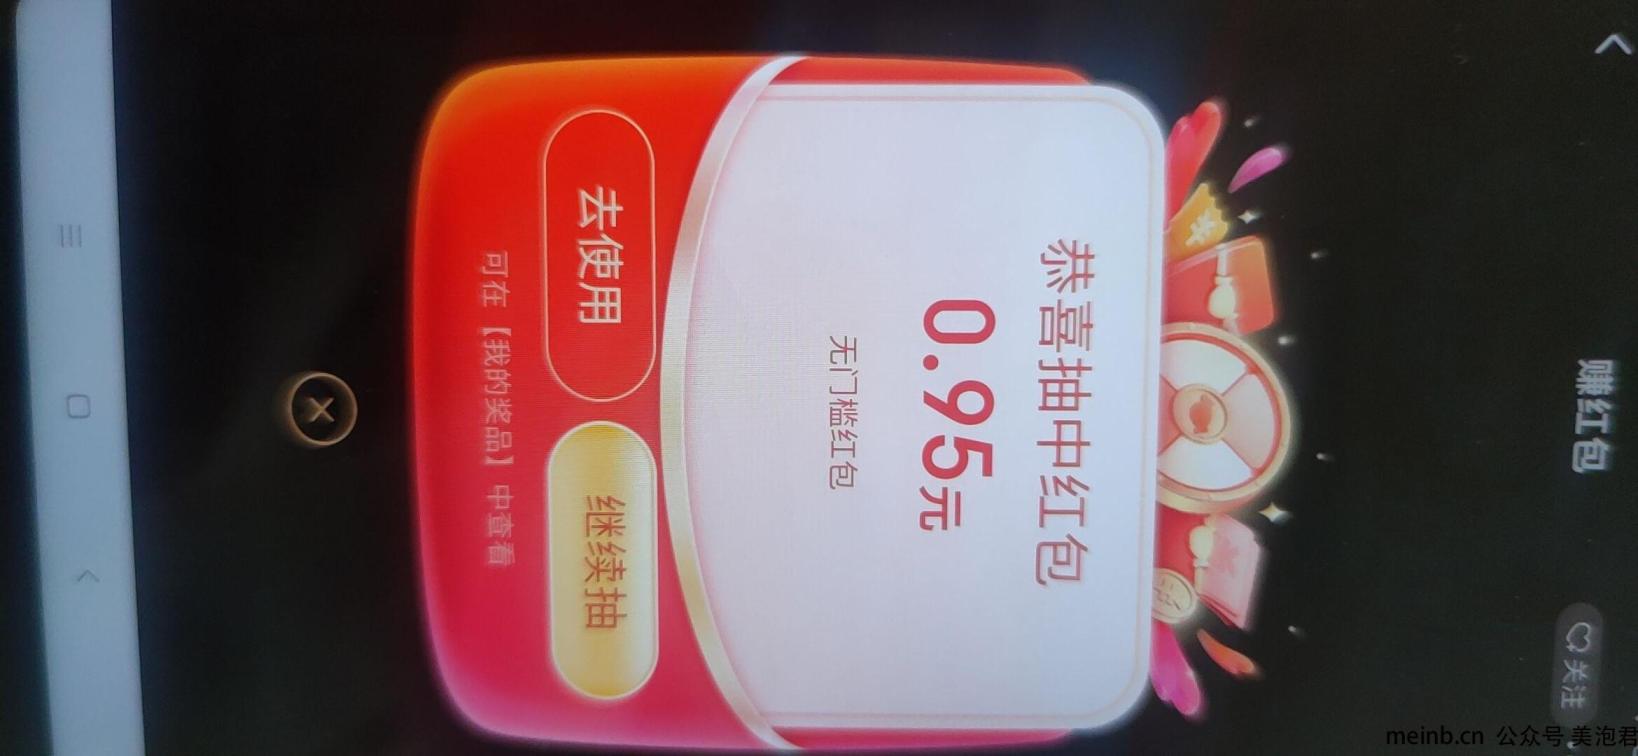 赚红包
关注
恭喜抽中红包
0.95元
无门槛红包
去使用
继续抽
可在【我的奖品】中查看
meinb.cn 公众号 美泡君